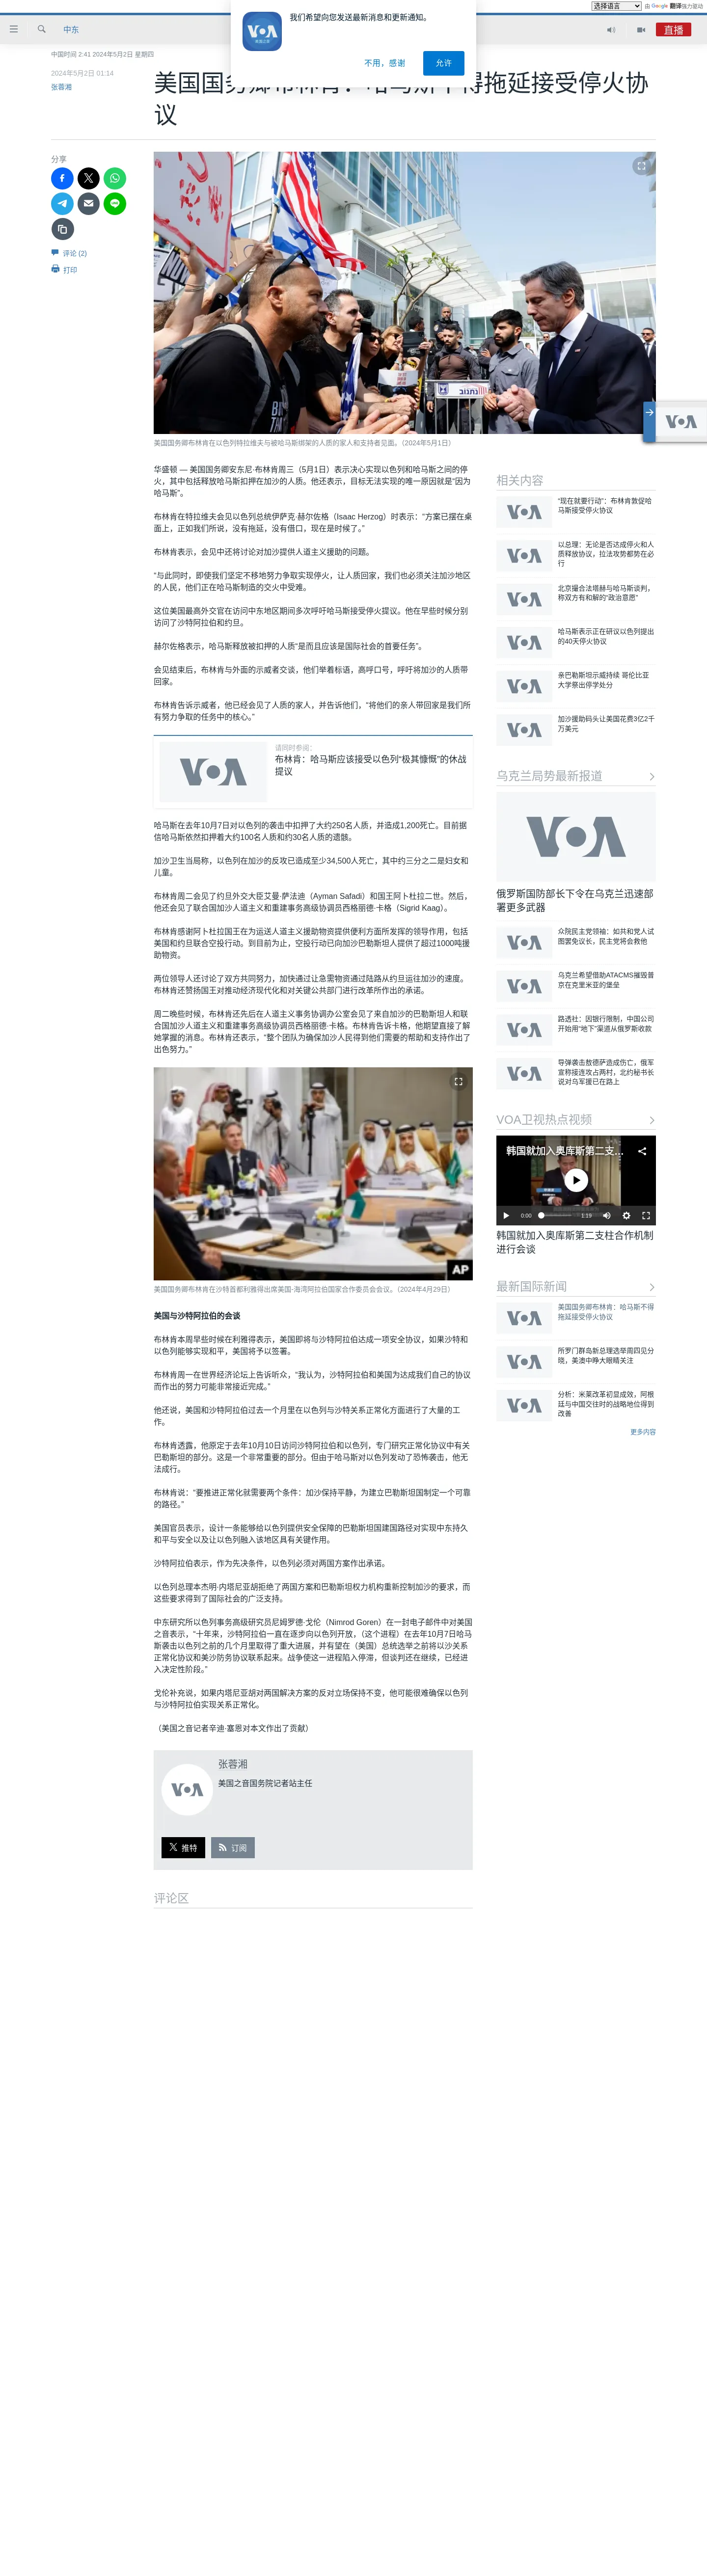 选择语言
由 Google 翻译强力驱动
我们希望向您发送最新消息和更新通知。
VOA
美国之音
不用，感谢
允许
中东
直播
中国时间 2:41 2024年5月2日 星期四
2024年5月2日 01:14
张蓉湘
美国国务卿布林肯：哈马斯不得拖延接受停火协
议
分享
评论 (2)
打印
美国国务卿布林肯在以色列特拉维夫与被哈马斯绑架的人质的家人和支持者见面。（2024年5月1日）
VOA
华盛顿 — 美国国务卿安东尼·布林肯周三（5月1日）表示决心实现以色列和哈马斯之间的停
火，其中包括释放哈马斯扣押在加沙的人质。他还表示，目标无法实现的唯一原因就是“因为
哈马斯”。
布林肯在特拉维夫会见以色列总统伊萨克·赫尔佐格（Isaac Herzog）时表示：“方案已摆在桌
面上，正如我们所说，没有拖延，没有借口，现在是时候了。”
布林肯表示，会见中还将讨论对加沙提供人道主义援助的问题。
“与此同时，即使我们坚定不移地努力争取实现停火，让人质回家，我们也必须关注加沙地区
的人民，他们正在哈马斯制造的交火中受难。
这位美国最高外交官在访问中东地区期间多次呼吁哈马斯接受停火提议。他在早些时候分别
访问了沙特阿拉伯和约旦。
赫尔佐格表示，哈马斯释放被扣押的人质“是而且应该是国际社会的首要任务”。
会见结束后，布林肯与外面的示威者交谈，他们举着标语，高呼口号，呼吁将加沙的人质带
回家。
布林肯告诉示威者，他已经会见了人质的家人，并告诉他们，“将他们的亲人带回家是我们所
有努力争取的任务中的核心。”
VOA
请同时参阅:
布林肯：哈马斯应该接受以色列“极其慷慨”的休战
提议
哈马斯在去年10月7日对以色列的袭击中扣押了大约250名人质，并造成1,200死亡。目前据
信哈马斯依然扣押着大约100名人质和约30名人质的遗骸。
加沙卫生当局称，以色列在加沙的反攻已造成至少34,500人死亡，其中约三分之二是妇女和
儿童。
布林肯周二会见了约旦外交大臣艾曼·萨法迪（Ayman Safadi）和国王阿卜杜拉二世。然后，
他还会见了联合国加沙人道主义和重建事务高级协调员西格丽德·卡格（Sigrid Kaag）。
布林肯感谢阿卜杜拉国王在为运送人道主义援助物资提供便利方面所发挥的领导作用，包括
美国和约旦联合空投行动。到目前为止，空投行动已向加沙巴勒斯坦人提供了超过1000吨援
助物资。
两位领导人还讨论了双方共同努力，加快通过让急需物资通过陆路从约旦运往加沙的速度。
布林肯还赞扬国王对推动经济现代化和对关键公共部门进行改革所作出的承诺。
周二晚些时候，布林肯还先后在人道主义事务协调办公室会见了来自加沙的巴勒斯坦人和联
合国加沙人道主义和重建事务高级协调员西格丽德·卡格。布林肯告诉卡格，他期望直接了解
她掌握的消息。布林肯还表示，“整个团队为确保加沙人民得到他们需要的帮助和支持作出了
出色努力。”
AP
美国国务卿布林肯在沙特首都利雅得出席美国-海湾阿拉伯国家合作委员会会议。（2024年4月29日）
美国与沙特阿拉伯的会谈
布林肯本周早些时候在利雅得表示，美国即将与沙特阿拉伯达成一项安全协议，如果沙特和
以色列能够实现和平，美国将予以签署。
布林肯周一在世界经济论坛上告诉听众，“我认为，沙特阿拉伯和美国为达成我们自己的协议
而作出的努力可能非常接近完成。”
他还说，美国和沙特阿拉伯过去一个月里在以色列与沙特关系正常化方面进行了大量的工
作。
布林肯透露，他原定于去年10月10日访问沙特阿拉伯和以色列，专门研究正常化协议中有关
巴勒斯坦的部分。这是一个非常重要的部分。但由于哈马斯对以色列发动了恐怖袭击，他无
法成行。
布林肯说：“要推进正常化就需要两个条件：加沙保持平静，为建立巴勒斯坦国制定一个可靠
的路径。”
美国官员表示，设计一条能够给以色列提供安全保障的巴勒斯坦国建国路径对实现中东持久
和平与安全以及让以色列融入该地区具有关键作用。
沙特阿拉伯表示，作为先决条件，以色列必须对两国方案作出承诺。
以色列总理本杰明·内塔尼亚胡拒绝了两国方案和巴勒斯坦权力机构重新控制加沙的要求，而
这些要求得到了国际社会的广泛支持。
中东研究所以色列事务高级研究员尼姆罗德·戈伦（Nimrod Goren）在一封电子邮件中对美国
之音表示，“十年来，沙特阿拉伯一直在逐步向以色列开放，（这个进程）在去年10月7日哈马
斯袭击以色列之前的几个月里取得了重大进展，并有望在（美国）总统选举之前将以沙关系
正常化协议和美沙防务协议联系起来。战争使这一进程陷入停滞，但谈判还在继续，已经进
入决定性阶段。”
戈伦补充说，如果内塔尼亚胡对两国解决方案的反对立场保持不变，他可能很难确保以色列
与沙特阿拉伯实现关系正常化。
（美国之音记者辛迪·塞恩对本文作出了贡献）
VOA
张蓉湘
美国之音国务院记者站主任
推特
订阅
评论区
相关内容
VOA
“现在就要行动”：布林肯敦促哈
马斯接受停火协议
VOA
以总理：无论是否达成停火和人
质释放协议，拉法攻势都势在必
行
VOA
北京撮合法塔赫与哈马斯谈判，
称双方有和解的“政治意愿”
VOA
哈马斯表示正在研议以色列提出
的40天停火协议
VOA
亲巴勒斯坦示威持续 哥伦比亚
大学祭出停学处分
VOA
加沙援助码头让美国花费3亿2千
万美元
乌克兰局势最新报道
VOA
俄罗斯国防部长下令在乌克兰迅速部
署更多武器
VOA
众院民主党领袖：如共和党人试
图罢免议长，民主党将会救他
VOA
乌克兰希望借助ATACMS摧毁普
京在克里米亚的堡垒
VOA
路透社：因银行限制，中国公司
开始用“地下”渠道从俄罗斯收款
VOA
导弹袭击敖德萨造成伤亡，俄军
宣称接连攻占两村，北约秘书长
说对乌军援已在路上
VOA卫视热点视频
韩国就加入奥库斯第二支…
0:00
1:19
韩国就加入奥库斯第二支柱合作机制
进行会谈
最新国际新闻
VOA
美国国务卿布林肯：哈马斯不得
拖延接受停火协议
VOA
所罗门群岛新总理选举周四见分
晓，美澳中睁大眼睛关注
VOA
分析：米莱改革初显成效，阿根
廷与中国交往时的战略地位得到
改善
更多内容